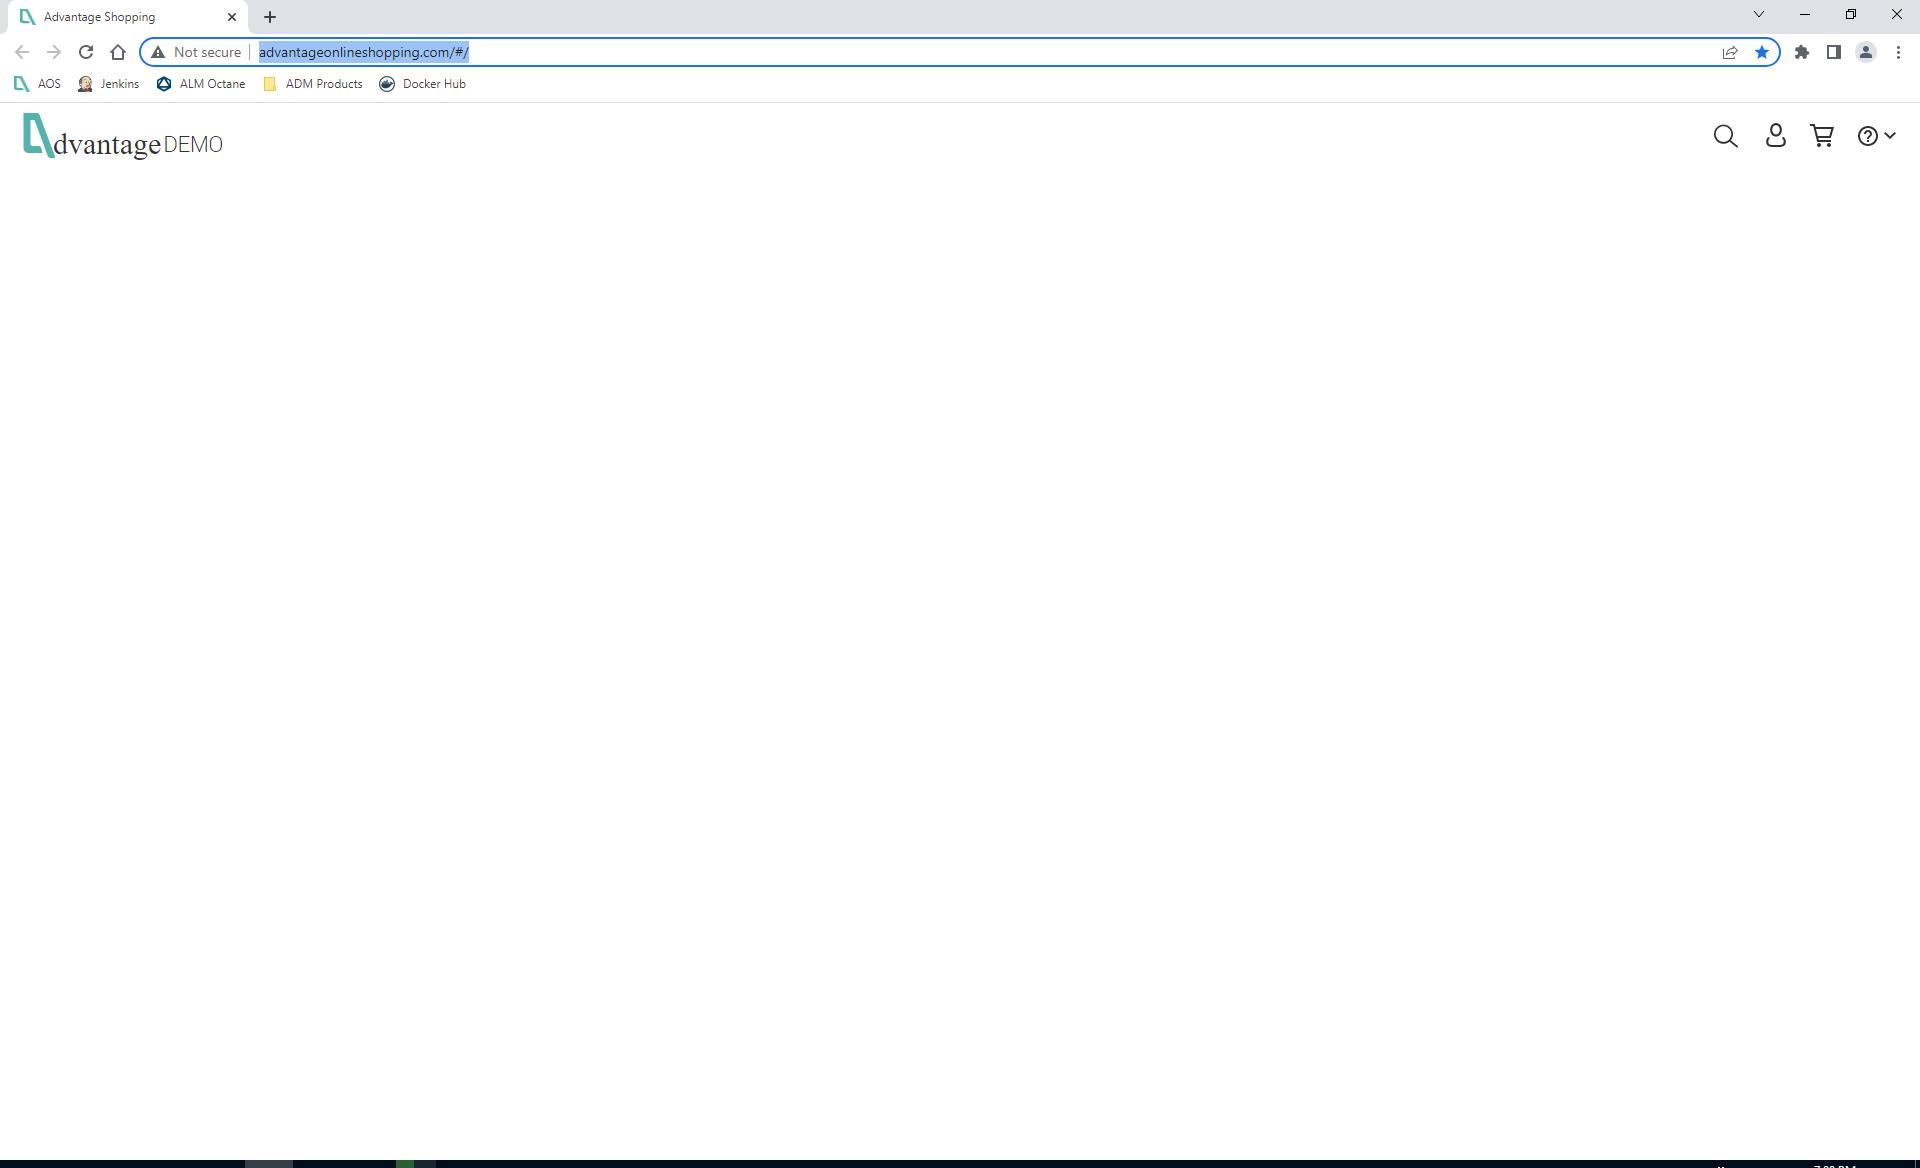 Advantage Shopping
Not secure advantageonlineshopping.com/#/
AOS Jenkins ALM Octane ADM Products Docker Hub
dvantage DEMO